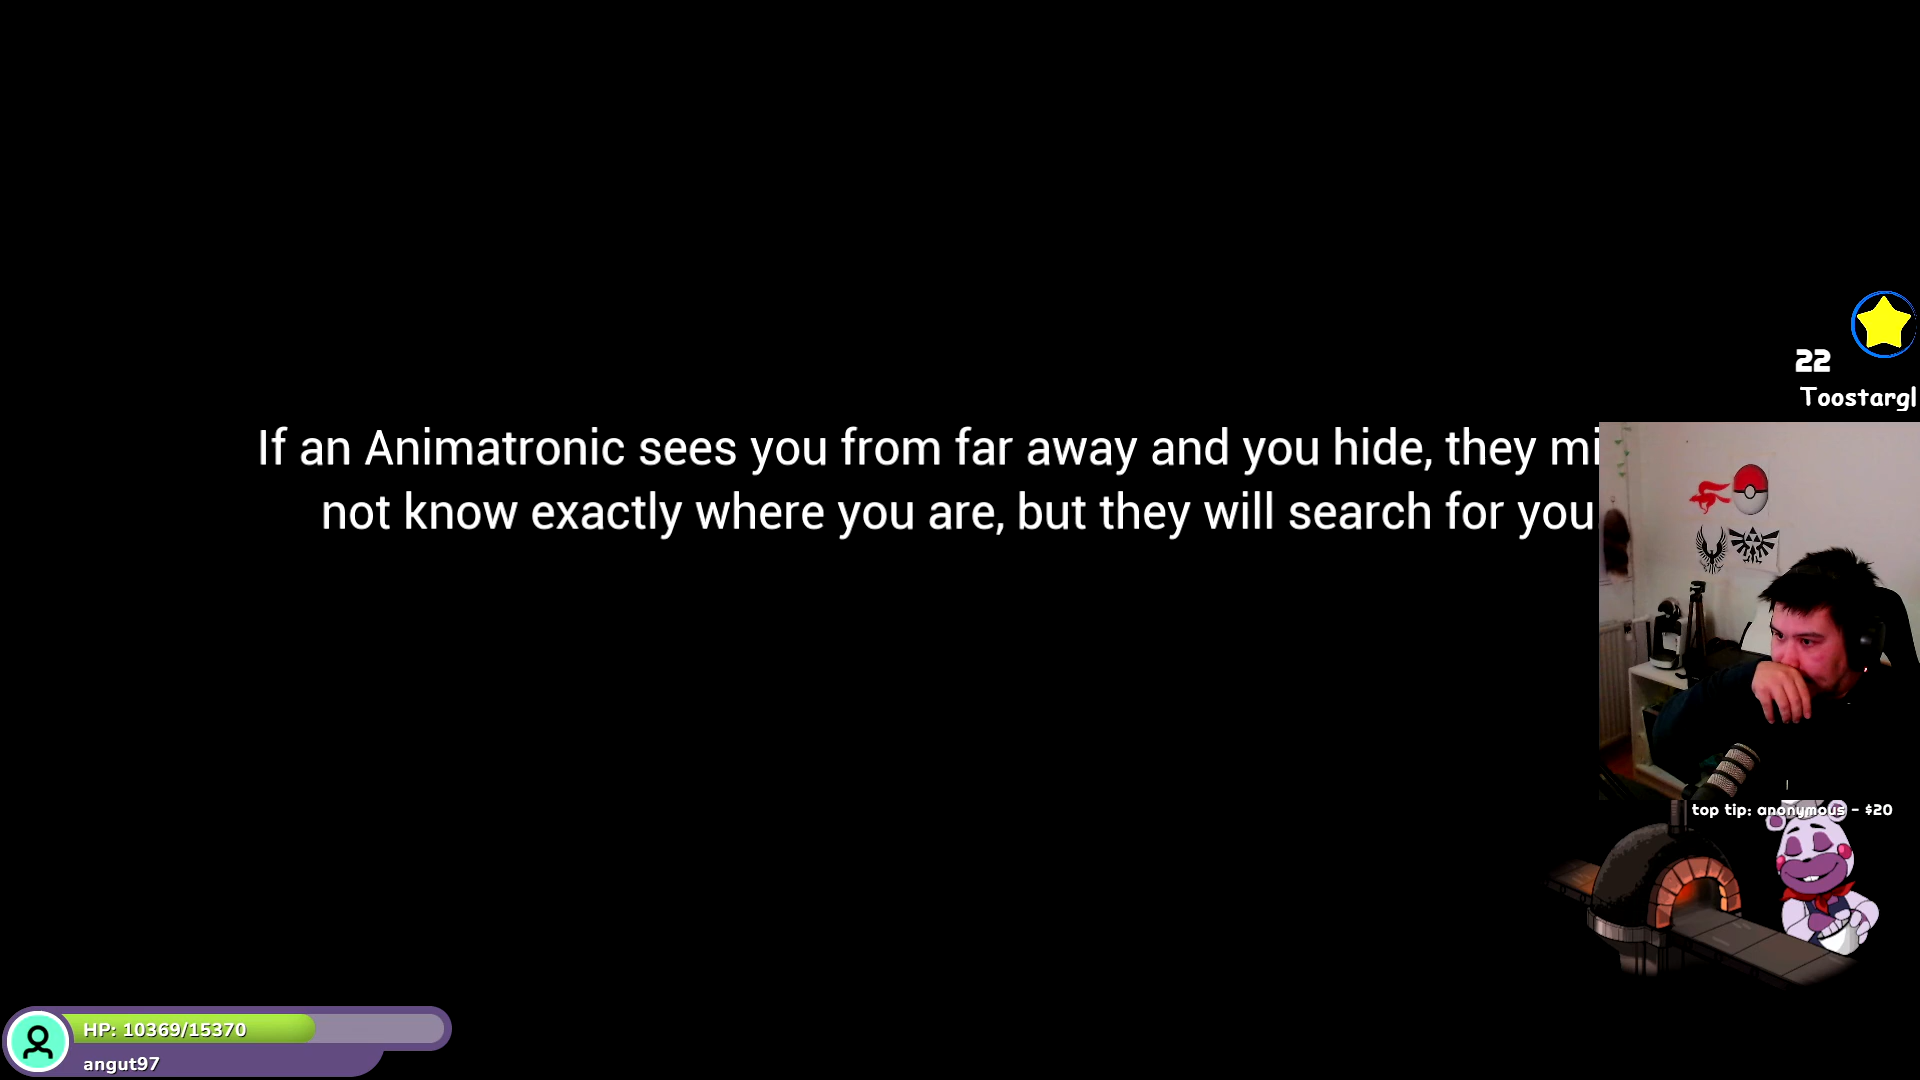 If an Animatronic sees you from far away and you hide, they mi
not know exactly where you are, but they will search for you
22
Toostargl
top tip: anonymous - $20
HP: 10369/15370
angut97